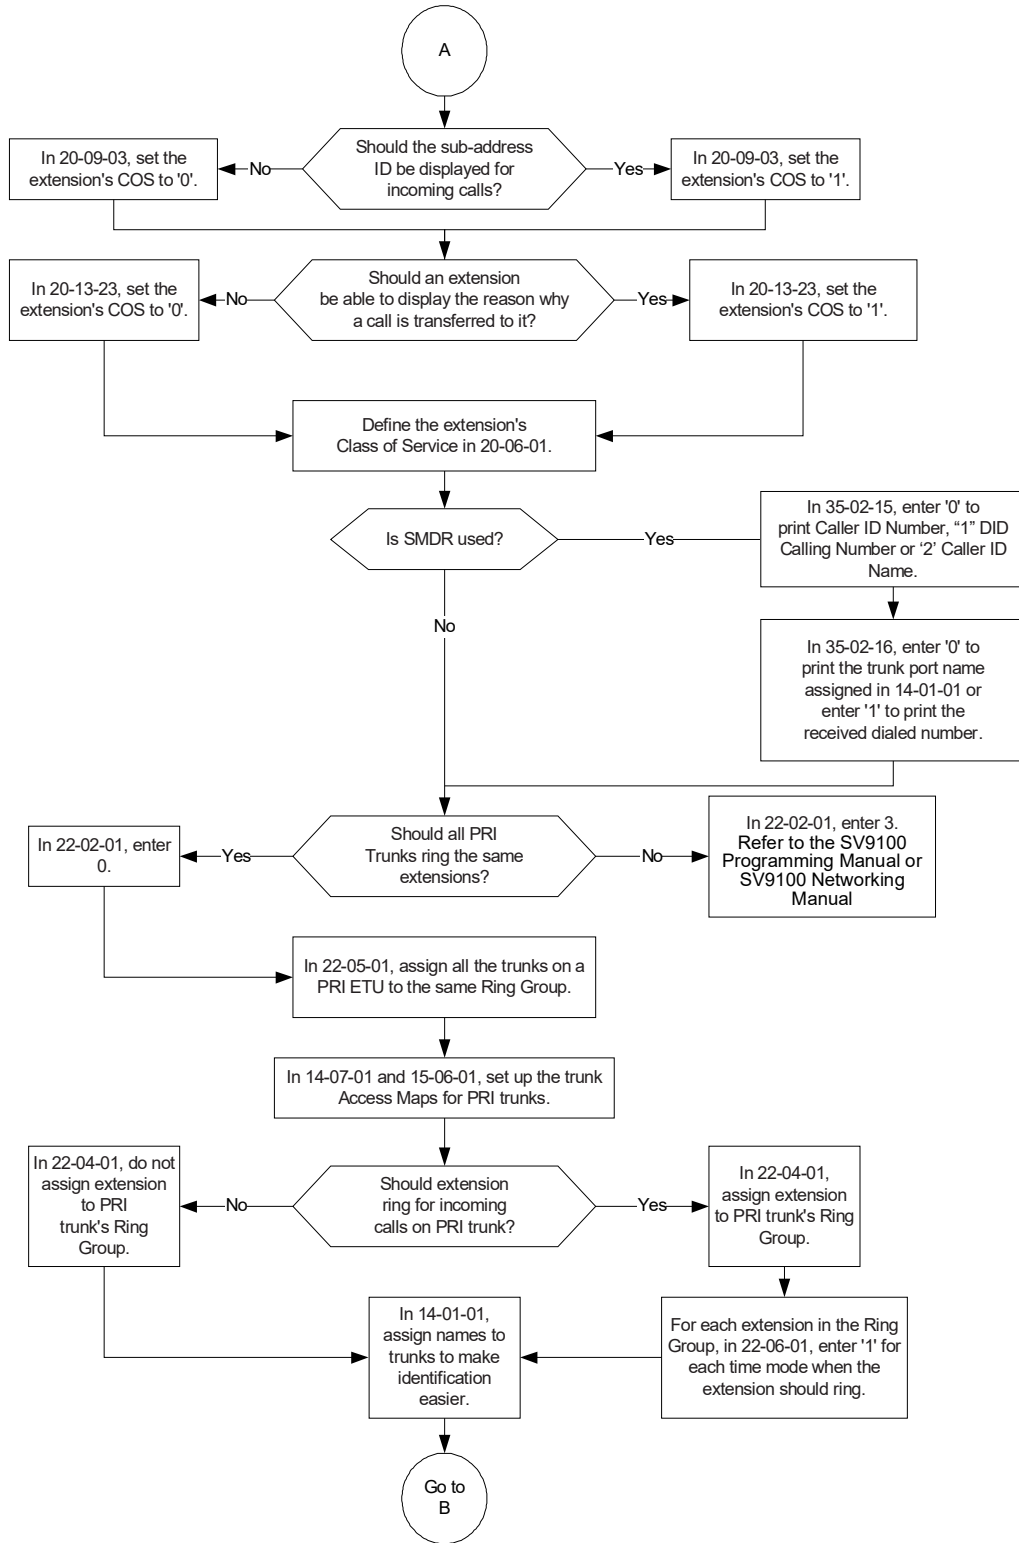 A
Should the sub-address
ID be displayed for
incoming calls?
No
In 20-09-03, set the
extension's COS to '0'.
Yes
In 20-09-03, set the
extension's COS to '1'.
Should an extension
be able to display the reason why
a call is transferred to it?
No
In 20-13-23, set the
extension's COS to '0'.
Yes
In 20-13-23, set the
extension's COS to '1'.
Define the extension's
Class of Service in 20-06-01.
Is SMDR used?
Yes
In 35-02-15, enter '0' to
print Caller ID Number, “1” DID
Calling Number or ‘2’ Caller ID
Name.
In 35-02-16, enter '0' to
print the trunk port name
assigned in 14-01-01 or
enter '1' to print the
received dialed number.
No
Should all PRI
Trunks ring the same
extensions?
Yes
In 22-02-01, enter
0.
No
In 22-02-01, enter 3.
Refer to the SV9100
Programming Manual or
SV9100 Networking
Manual
In 22-05-01, assign all the trunks on a
PRI ETU to the same Ring Group.
In 14-07-01 and 15-06-01, set up the trunk
Access Maps for PRI trunks.
Should extension
ring for incoming
calls on PRI trunk?
No
In 22-04-01, do not
assign extension
to PRI
trunk's Ring
Group.
Yes
In 22-04-01,
assign extension
to PRI trunk's Ring
Group.
For each extension in the Ring
Group, in 22-06-01, enter '1' for
each time mode when the
extension should ring.
In 14-01-01,
assign names to
trunks to make
identification
easier.
Go to
B